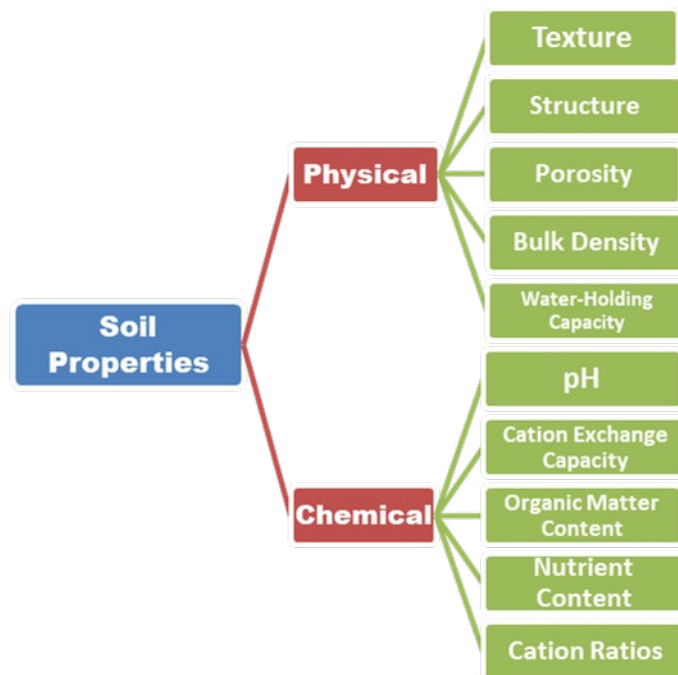 Soil
Properties
Physical
Texture
Structure
Porosity
Bulk Density
Water-Holding
Capacity
Chemical
pH
Cation Exchange
Capacity
Organic Matter
Content
Nutrient
Content
Cation Ratios